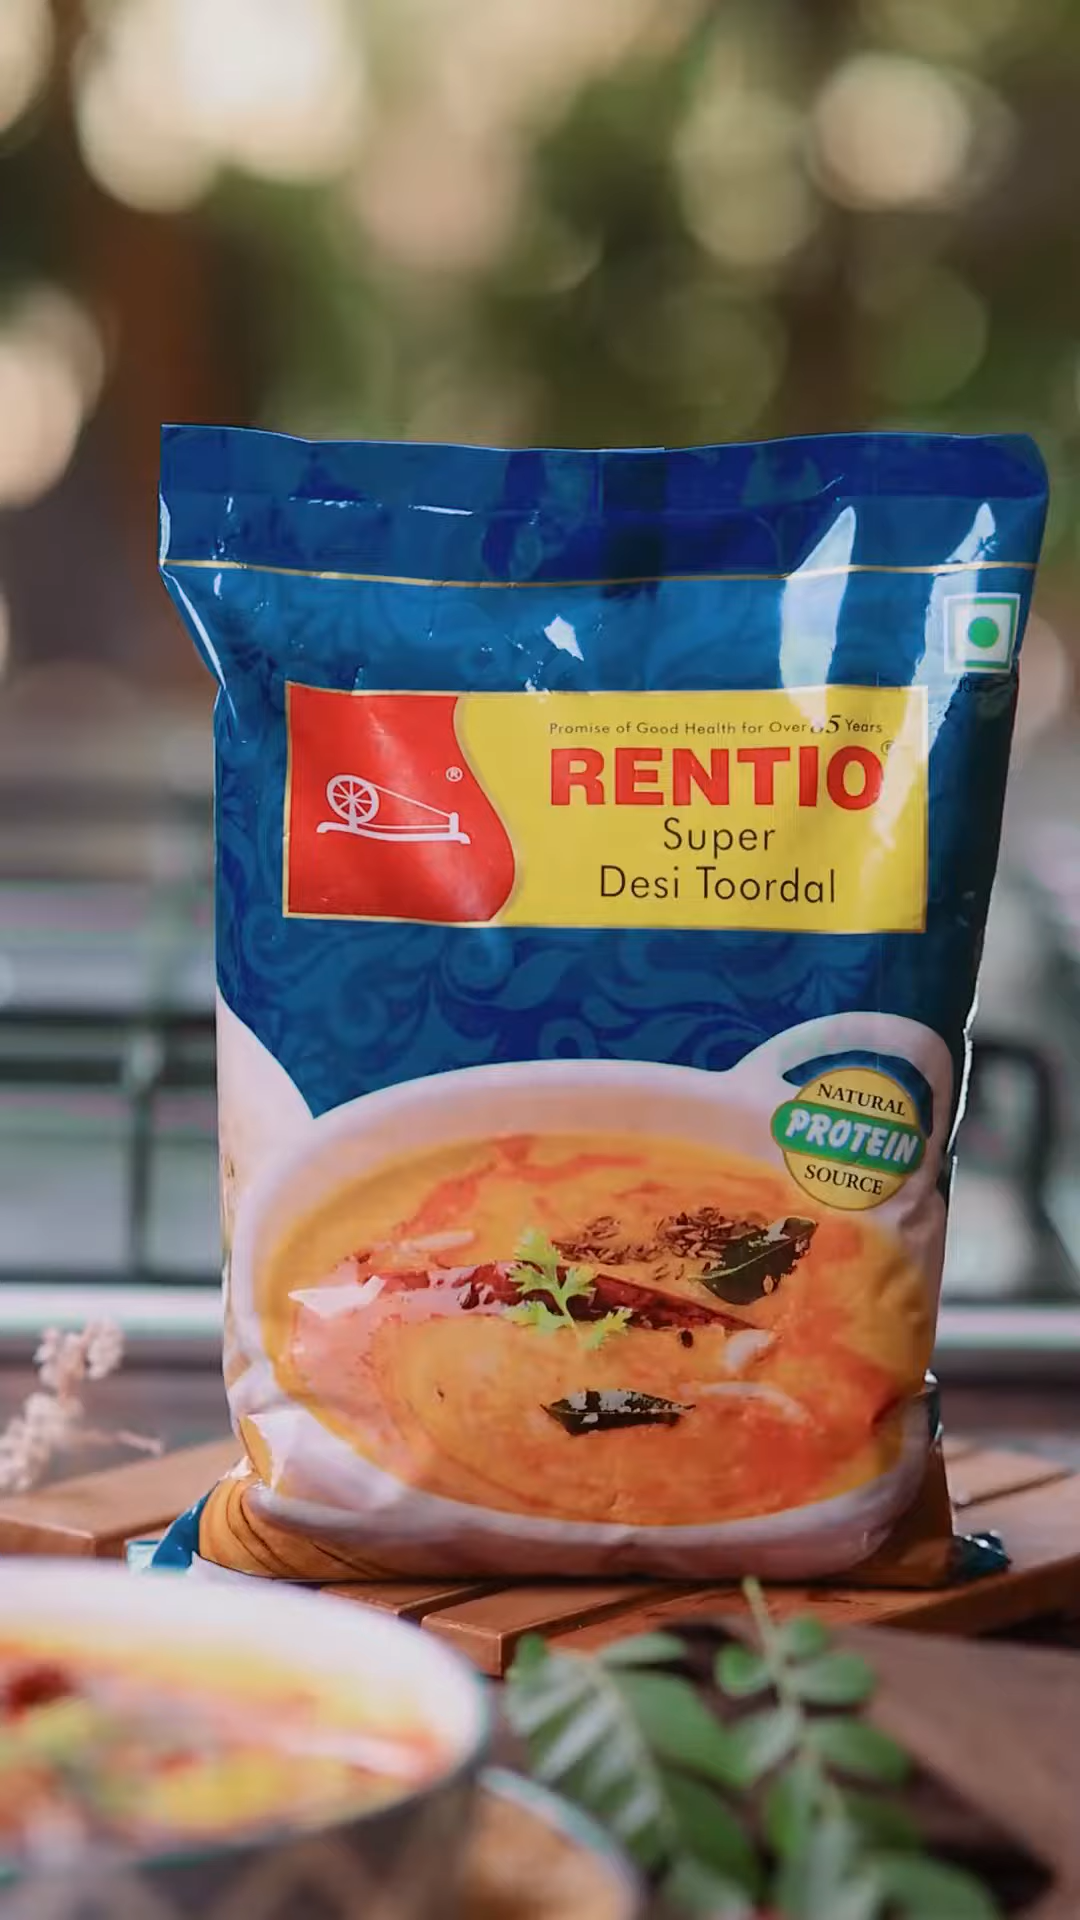 Promise of Good Health for Over Years
RENTIO®
Super
Desi Toordal
®
NATURAL
PROTEIN
SOURCE